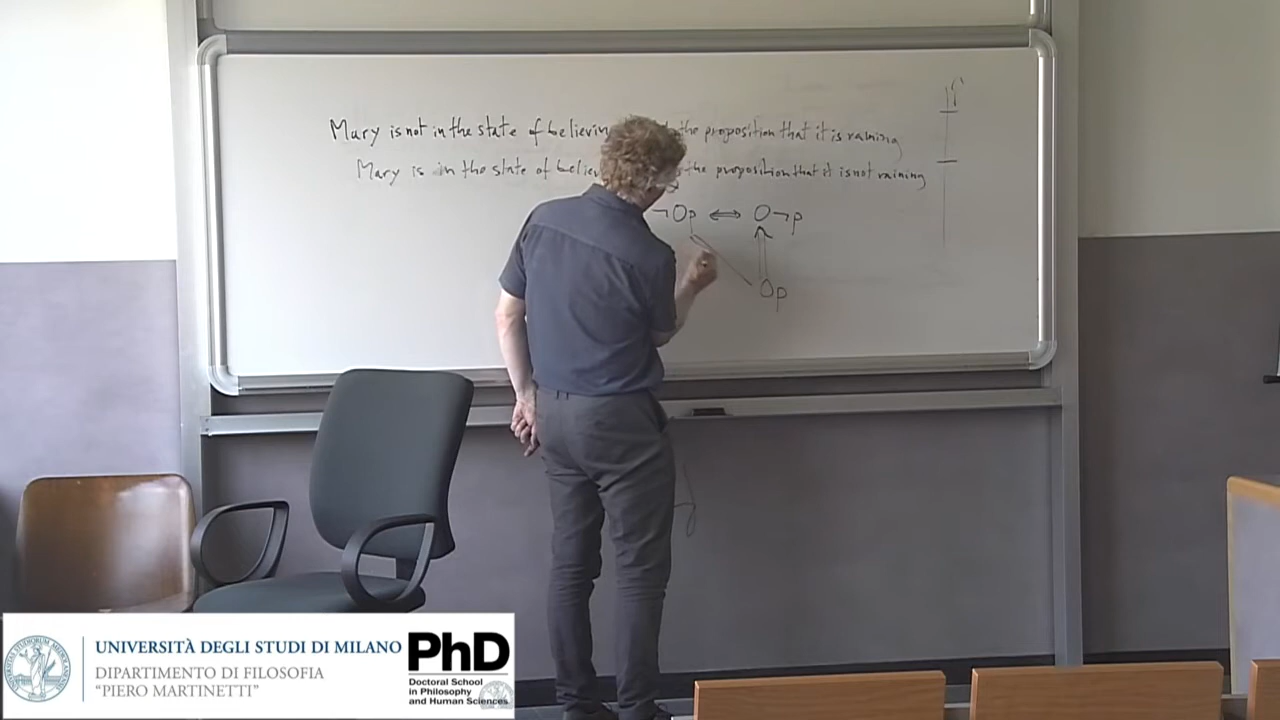 Mary is not in the state of believin the proposition that it is raining
Mary is in the state of believ the proposition that it is not raining
¬Op ⇔ O¬p
Op
UNIVERSITÀ DEGLI STUDI DI MILANO
DIPARTIMENTO DI FILOSOFIA
"PIERO MARTINETTI"
PhD
Doctoral School
in Philosophy
and Human Sciences